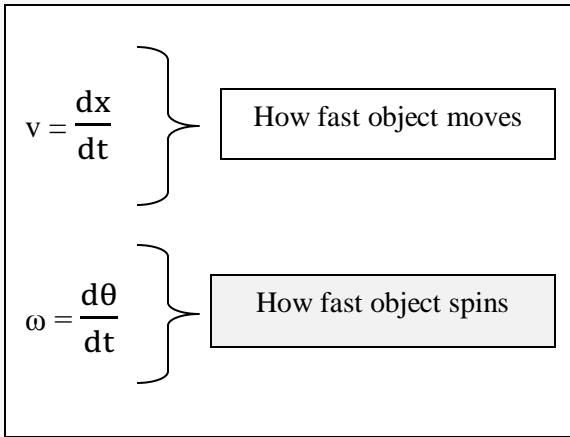 v = dx/dt
How fast object moves
ω = dθ/dt
How fast object spins